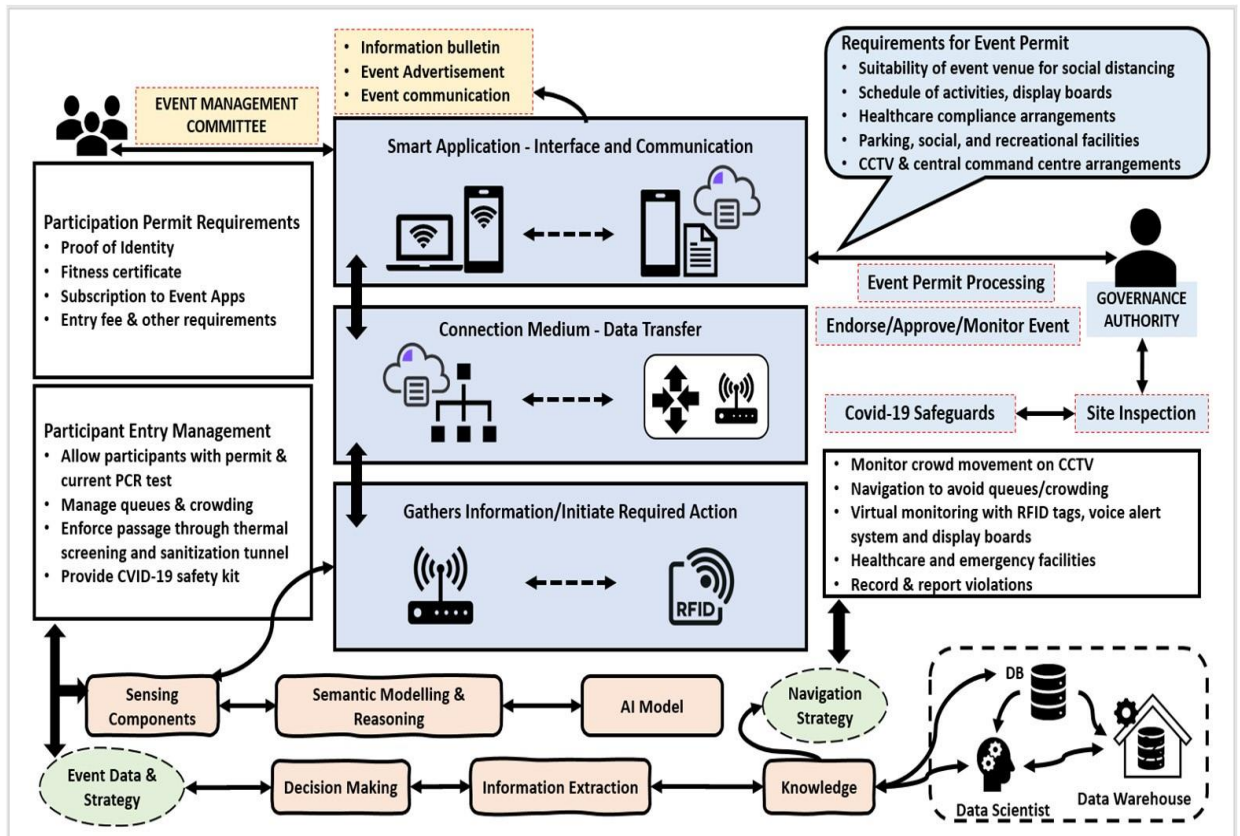 • Information bulletin
• Event Advertisement
• Event communication
EVENT MANAGEMENT
COMMITTEE
Requirements for Event Permit
• Suitability of event venue for social distancing
• Schedule of activities, display boards
• Healthcare compliance arrangements
• Parking, social, and recreational facilities
• CCTV & central command centre arrangements
Smart Application - Interface and Communication
Participation Permit Requirements
• Proof of Identity
• Fitness certificate
• Subscription to Event Apps
• Entry fee & other requirements
Event Permit Processing
Endorse/Approve/Monitor Event
GOVERNANCE
AUTHORITY
Connection Medium - Data Transfer
Covid-19 Safeguards
Site Inspection
Participant Entry Management
• Allow participants with permit &
current PCR test
• Manage queues & crowding
• Enforce passage through thermal
screening and sanitization tunnel
• Provide CVID-19 safety kit
Gathers Information/Initiate Required Action
RFID
• Monitor crowd movement on CCTV
• Navigation to avoid queues/crowding
• Virtual monitoring with RFID tags, voice alert
system and display boards
• Healthcare and emergency facilities
• Record & report violations
Sensing
Components
Semantic Modelling &
Reasoning
AI Model
Navigation
Strategy
DB
Event Data &
Strategy
Decision Making
Information Extraction
Knowledge
Data Scientist
Data Warehouse